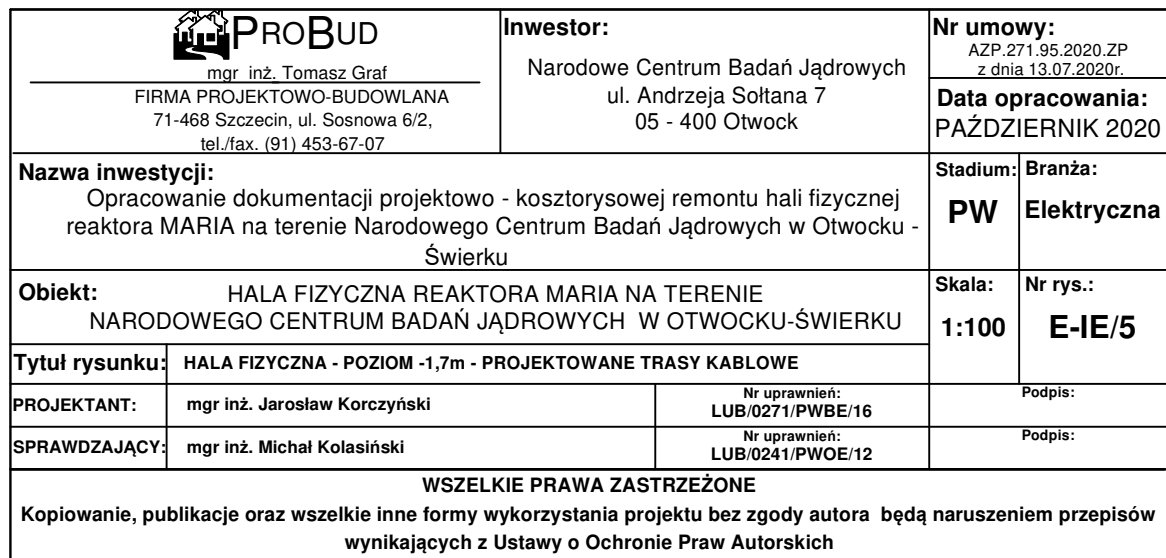 PROBUD
mgr inż. Tomasz Graf
FIRMA PROJEKTOWO-BUDOWLANA
71-468 Szczecin, ul. Sosnowa 6/2,
tel./fax. (91) 453-67-07
Inwestor:
Narodowe Centrum Badań Jądrowych
ul. Andrzeja Sołtana 7
05 - 400 Otwock
Nr umowy:
AZP.271.95.2020.ZP
z dnia 13.07.2020r.
Data opracowania:
PAŹDZIERNIK 2020
Nazwa inwestycji:
Opracowanie dokumentacji projektowo - kosztorysowej remontu hali fizycznej
reaktora MARIA na terenie Narodowego Centrum Badań Jądrowych w Otwocku -
Świerku
Stadium:
PW
Branża:
Elektryczna
Obiekt:
HALA FIZYCZNA REAKTORA MARIA NA TERENIE
NARODOWEGO CENTRUM BADAŃ JĄDROWYCH W OTWOCKU-ŚWIERKU
Skala:
1:100
Nr rys.:
E-IE/5
Tytuł rysunku: HALA FIZYCZNA - POZIOM -1,7m - PROJEKTOWANE TRASY KABLOWE
PROJEKTANT: mgr inż. Jarosław Korczyński
Nr uprawnień:
LUB/0271/PWBE/16
Podpis:
SPRAWDZAJĄCY: mgr inż. Michał Kolasiński
Nr uprawnień:
LUB/0241/PWOE/12
Podpis:
WSZELKIE PRAWA ZASTRZEŻONE
Kopiowanie, publikacje oraz wszelkie inne formy wykorzystania projektu bez zgody autora będą naruszeniem przepisów
wynikających z Ustawy o Ochronie Praw Autorskich